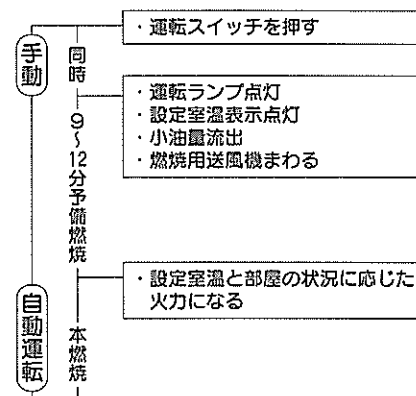 ・運転スイッチを押す
手動
同時
・運転ランプ点灯
・設定室温表示点灯
・小油量流出
・燃焼用送風機まわる
9～12分予備燃焼
・設定室温と部屋の状況に応じた
火力になる
自動運転
本燃焼